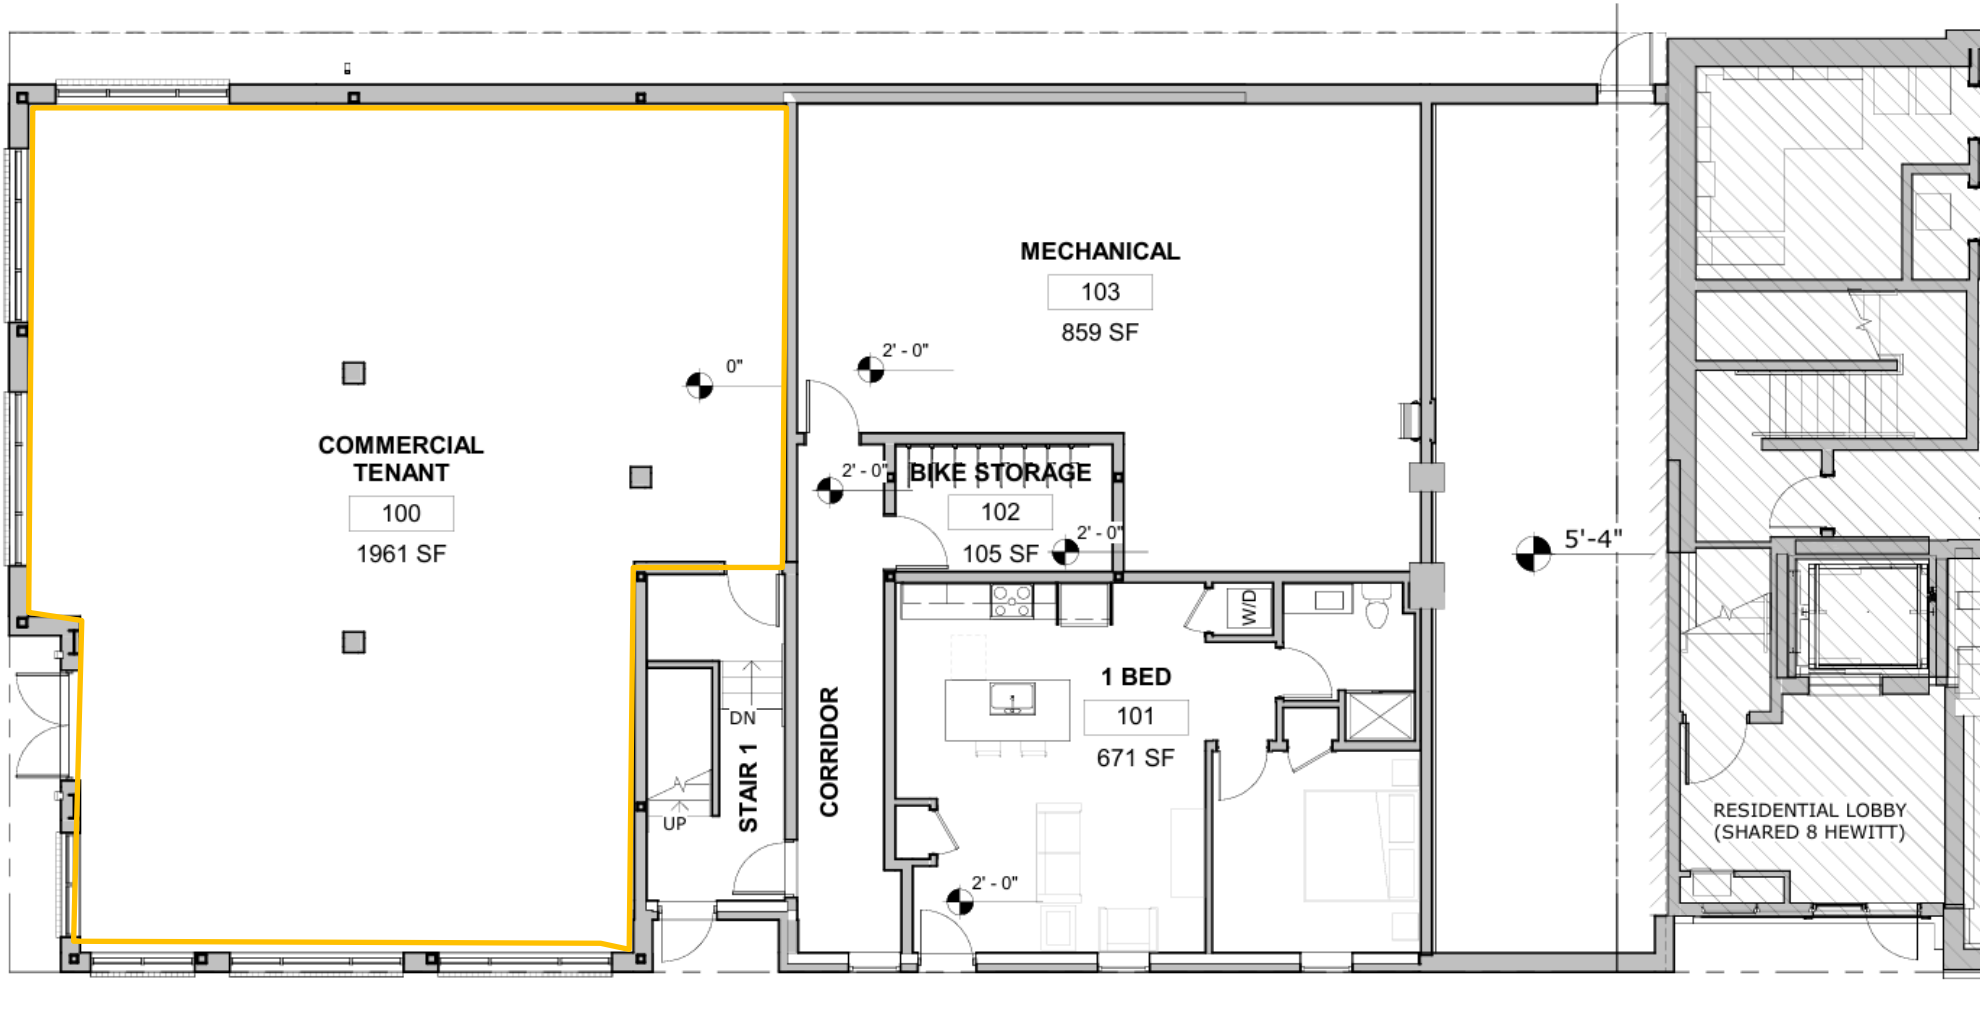 COMMERCIAL
TENANT
100
1961 SF
0"
MECHANICAL
103
859 SF
2' - 0"
2' - 0"
BIKE STORAGE
102
105 SF
2' - 0"
5'-4"
W/D
1 BED
101
671 SF
2' - 0"
CORRIDOR
STAIR 1
DN
UP
RESIDENTIAL LOBBY
(SHARED 8 HEWITT)